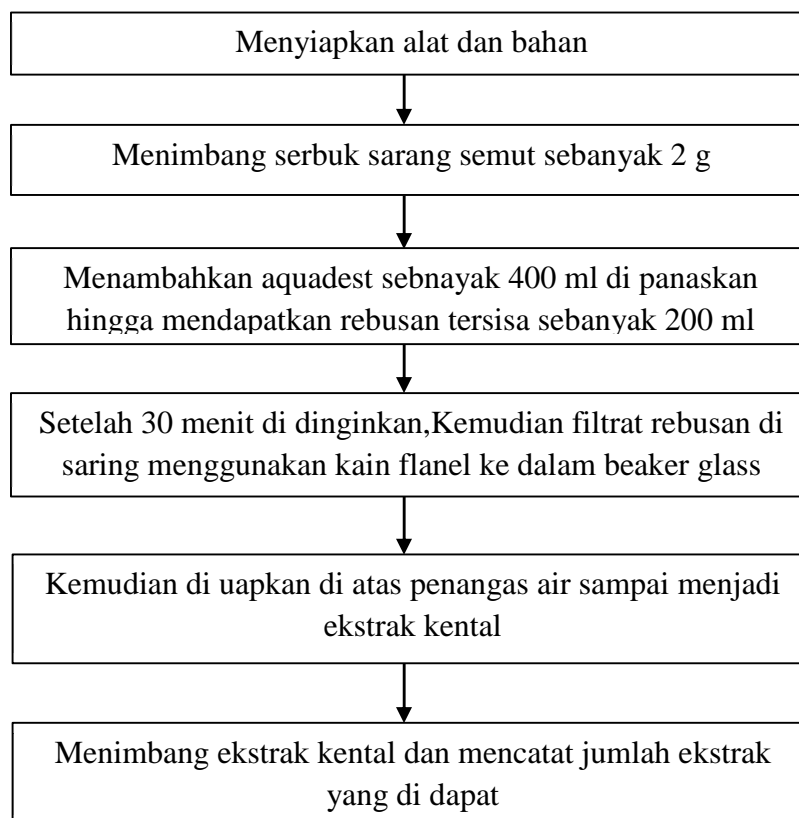 Menyiapkan alat dan bahan
Menimbang serbuk sarang semut sebanyak 2 g
Menambahkan aquadest sebnayak 400 ml di panaskan
hingga mendapatkan rebusan tersisa sebanyak 200 ml
Setelah 30 menit di dinginkan,Kemudian filtrat rebusan di
saring menggunakan kain flanel ke dalam beaker glass
Kemudian di uapkan di atas penangas air sampai menjadi
ekstrak kental
Menimbang ekstrak kental dan mencatat jumlah ekstrak
yang di dapat